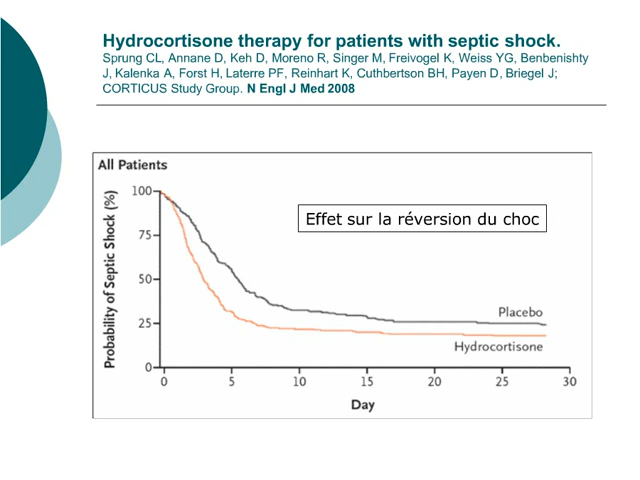 Hydrocortisone therapy for patients with septic shock.
Sprung CL, Annane D, Keh D, Moreno R, Singer M, Freivogel K, Weiss YG, Benbenishty
J, Kalenka A, Forst H, Laterre PF, Reinhart K, Cuthbertson BH, Payen D, Briegel J;
CORTICUS Study Group. N Engl J Med 2008
All Patients
Probability of Septic Shock (%)
100
75
50
25
0
Effet sur la réversion du choc
Placebo
Hydrocortisone
0 5 10 15 20 25 30
Day